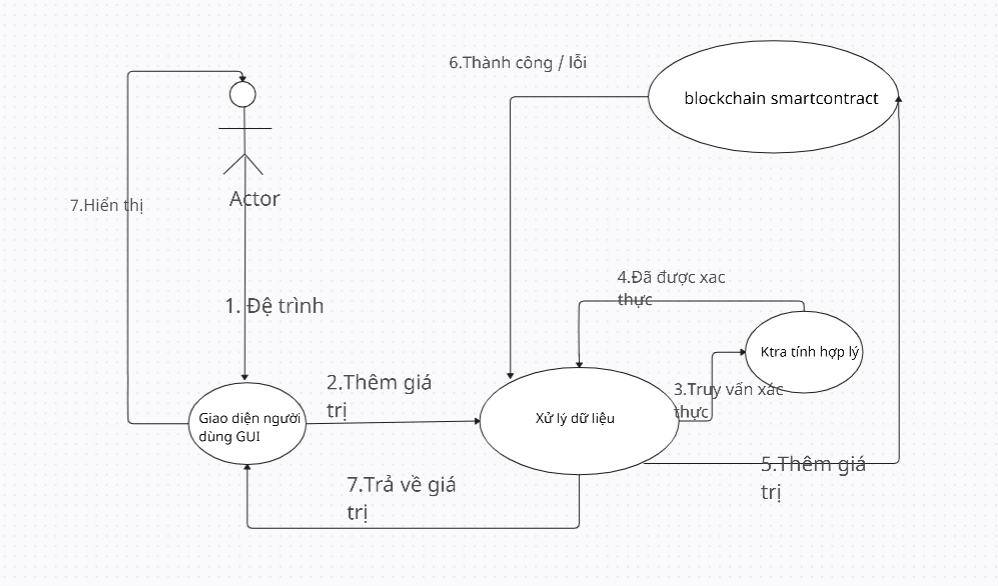 6.Thành công / lỗi
blockchain smartcontract
7.Hiển thị
Actor
1. Đệ trình
4.Đã được xac
thực
Ktra tính hợp lý
2.Thêm giá
trị
3.Truy vấn xác
thực
Giao diện người
dùng GUI
Xử lý dữ liệu
5.Thêm giá
trị
7.Trả về giá
trị